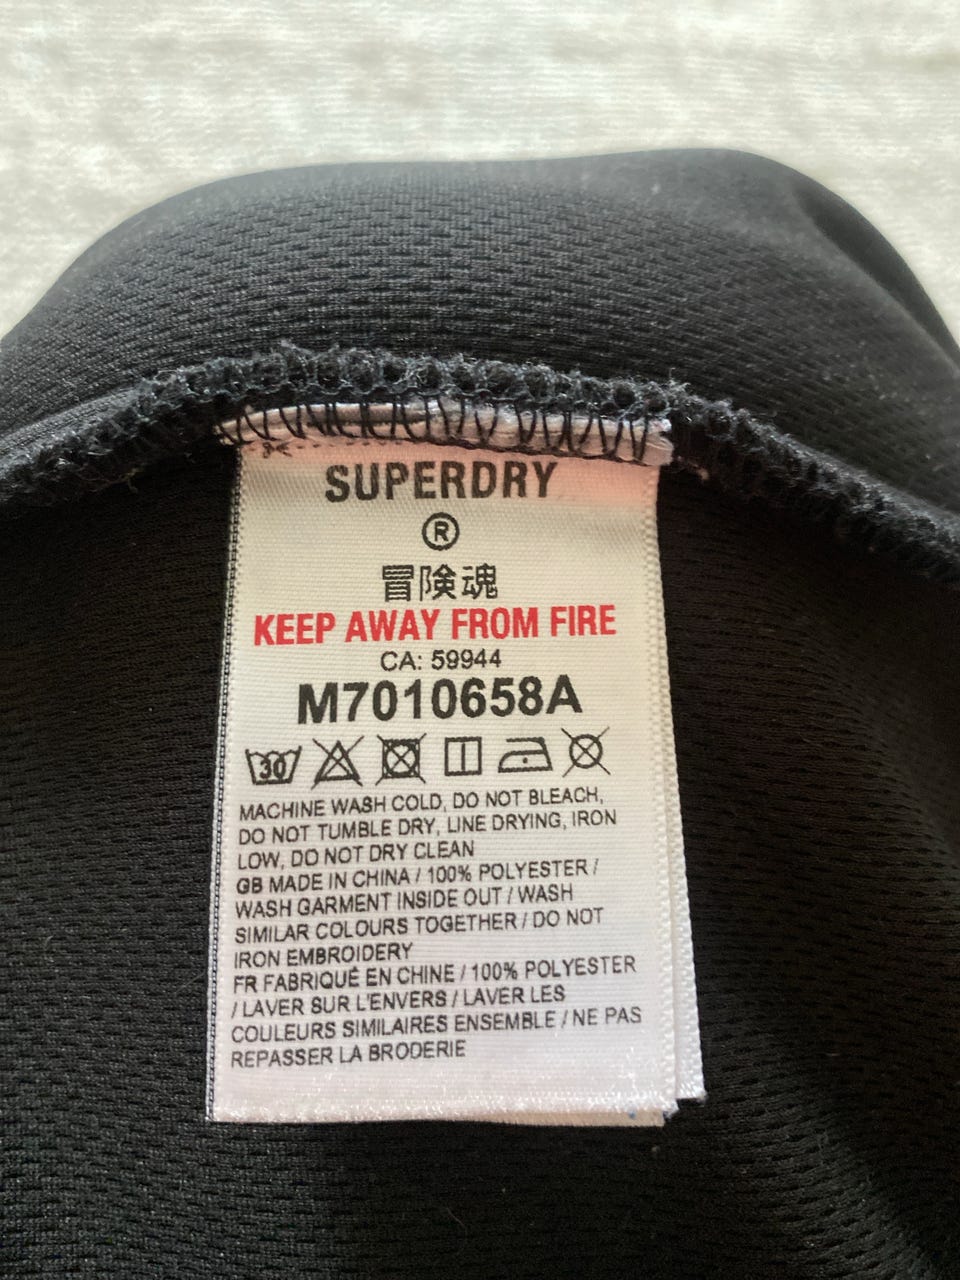 SUPERDRY
®
冒険魂
KEEP AWAY FROM FIRE
CA: 59944
M7010658A
30
MACHINE WASH COLD, DO NOT BLEACH,
DO NOT TUMBLE DRY, LINE DRYING, IRON
LOW, DO NOT DRY CLEAN
GB MADE IN CHINA / 100% POLYESTER /
WASH GARMENT INSIDE OUT / WASH
SIMILAR COLOURS TOGETHER / DO NOT
IRON EMBROIDERY
FR FABRIQUÉ EN CHINE / 100% POLYESTER
/ LAVER SUR L'ENVERS / LAVER LES
COULEURS SIMILAIRES ENSEMBLE / NE PAS
REPASSER LA BRODERIE